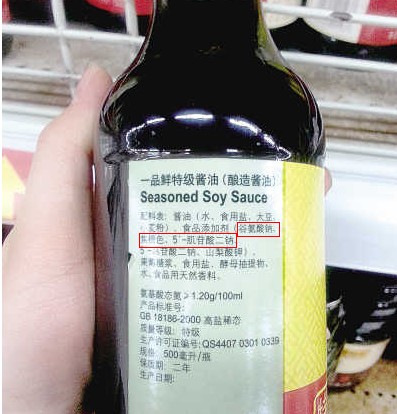 一品鲜特级酱油（酿造酱油）
Seasoned Soy Sauce
配料表：酱油（水、食用盐、大豆、
小麦粉）、食品添加剂（谷氨酸钠、
焦糖色、5'-肌苷酸二钠、
5'-鸟苷酸二钠、山梨酸钾）、
果葡糖浆、食用盐、酵母抽提物、
水、食品用天然香料。
氨基酸态氮≥1.20g/100ml
产品标准号:
GB 18186-2000 高盐稀态
质量等级: 特级
生产许可证编号: QS4407 0301 0339
规格: 500毫升/瓶
保质期: 二年
生产日期: